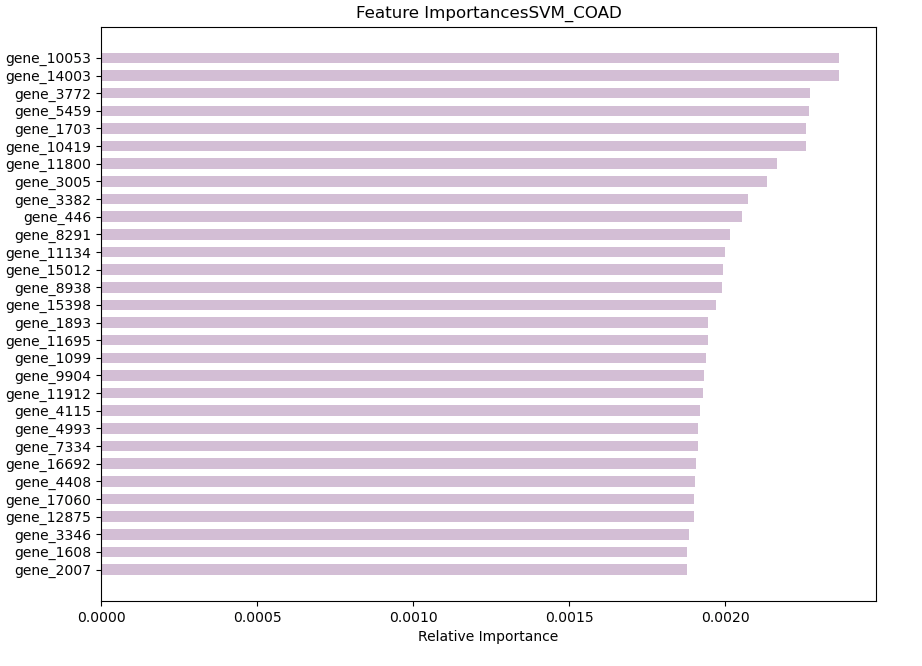 Feature ImportancesSVM_COAD
gene_10053
gene_14003
gene_3772
gene_5459
gene_1703
gene_10419
gene_11800
gene_3005
gene_3382
gene_446
gene_8291
gene_11134
gene_15012
gene_8938
gene_15398
gene_1893
gene_11695
gene_1099
gene_9904
gene_11912
gene_4115
gene_4993
gene_7334
gene_16692
gene_4408
gene_17060
gene_12875
gene_3346
gene_1608
gene_2007
0.0000 0.0005 0.0010 0.0015 0.0020
Relative Importance